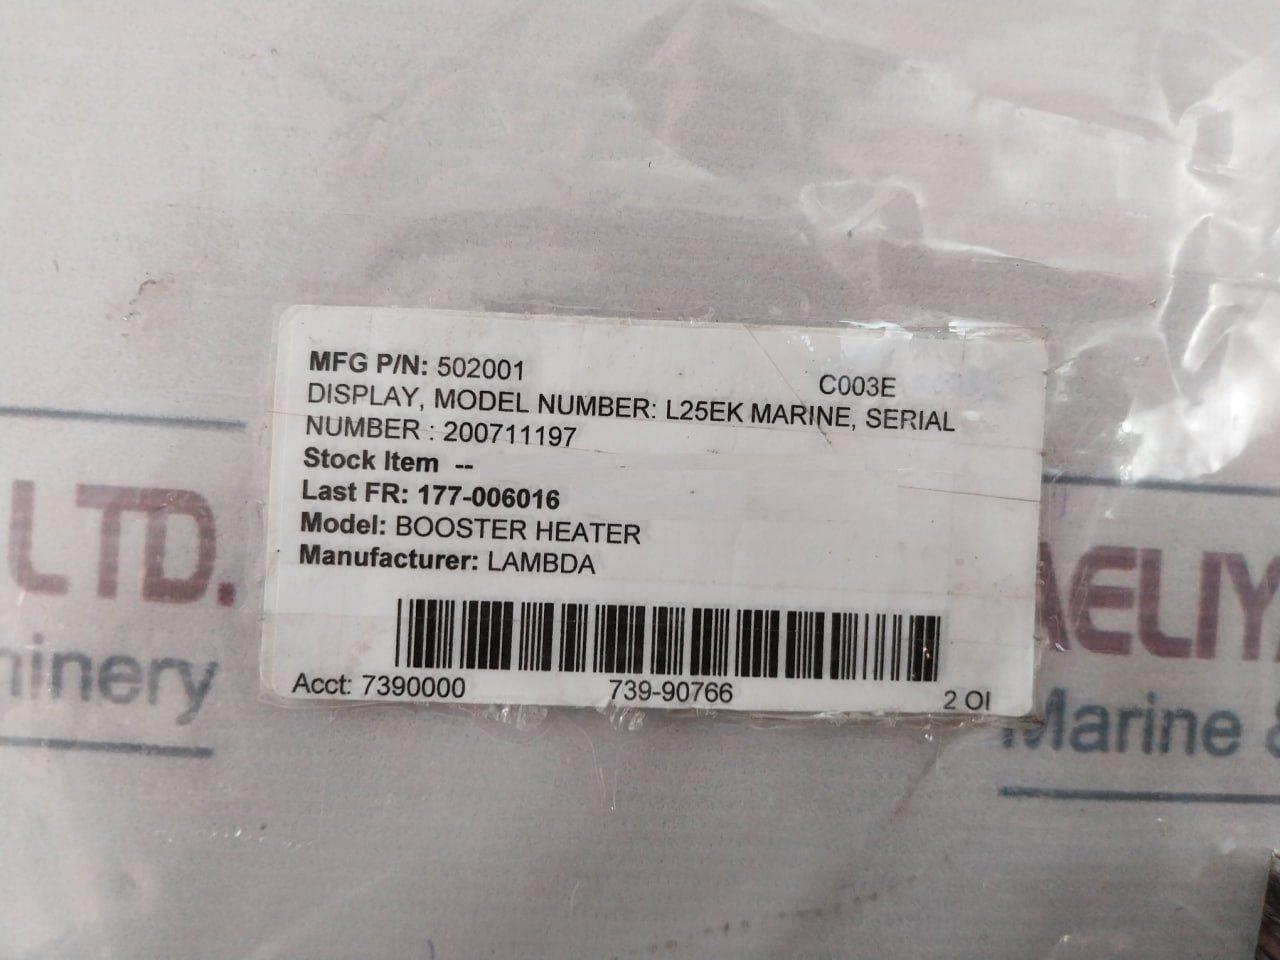 MFG P/N: 502001
C003E
DISPLAY, MODEL NUMBER: L25EK MARINE, SERIAL
NUMBER : 200711197
Stock Item --
Last FR: 177-006016
Model: BOOSTER HEATER
Manufacturer: LAMBDA
Acct: 7390000 739-90766 2 OI
LTD.
hinery
AELIYA
Marine &